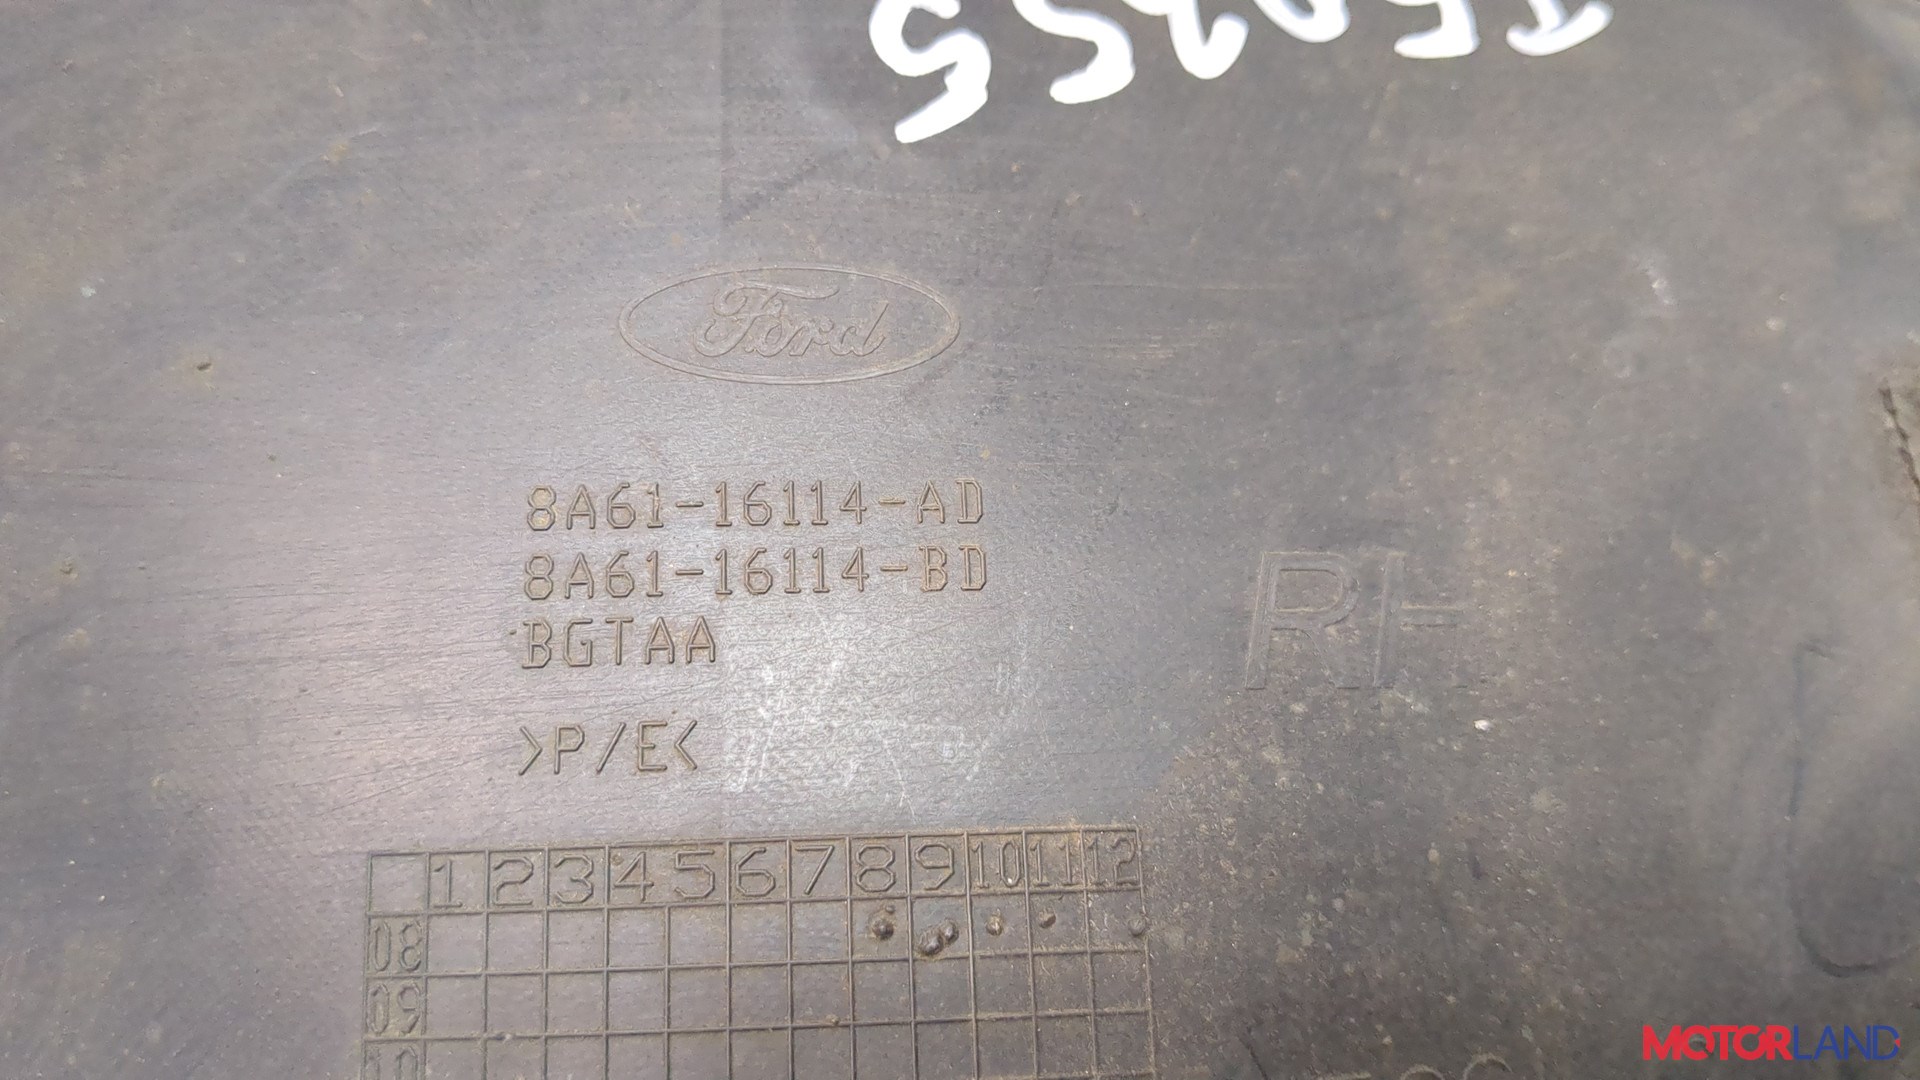 Ford
8A61-16114-AD
8A61-16114-BD
BGTAA
RH
>P/E<
1 2 3 4 5 6 7 8 9 10 11 12
08
09
10
MOTORLAND